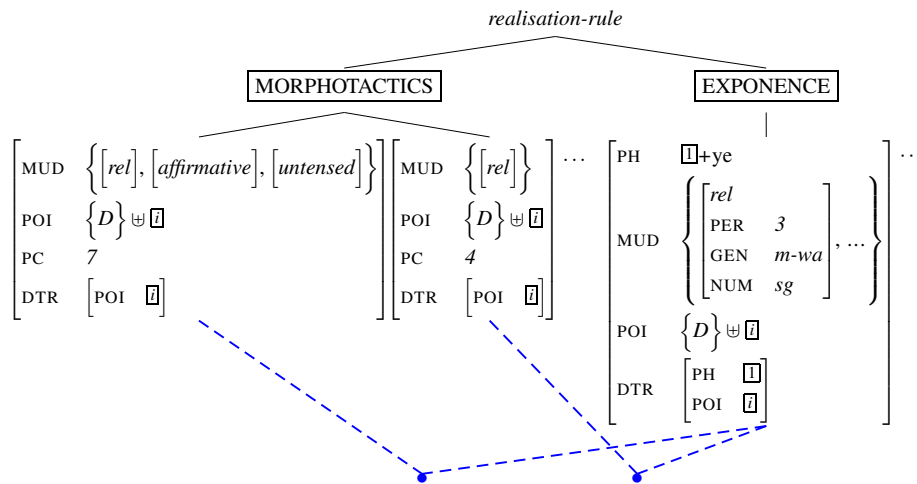 realisation-rule
MORPHOTACTICS EXPONENCE
MUD {[rel], [affirmative], [untensed]}
POI {D} ⊎ [i]
PC 7
DTR [POI [i]]
MUD {[rel]}
POI {D} ⊎ [i]
PC 4
DTR [POI [i]]
...
PH [1]+ye
MUD {[rel
PER 3
GEN m-wa
NUM sg], ...}
POI {D} ⊎ [i]
DTR [PH [1]
POI [i]]
...